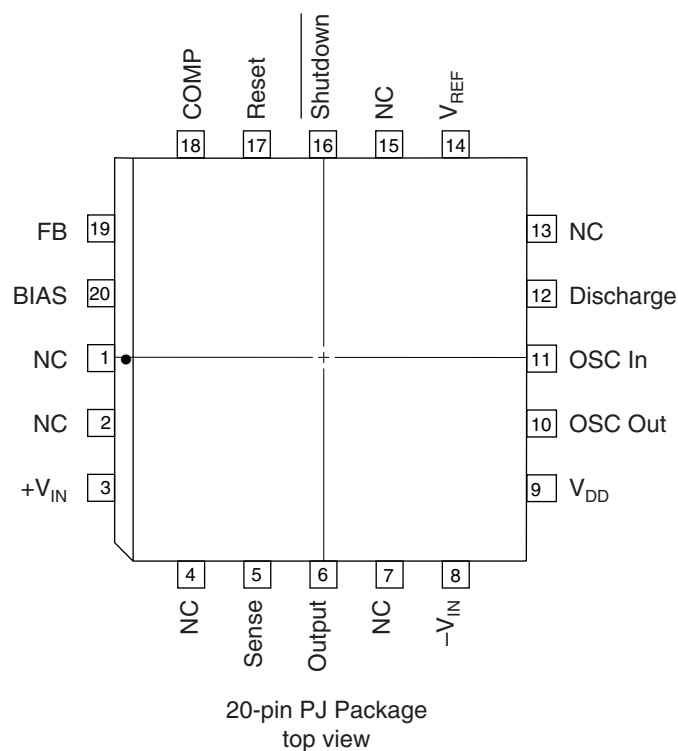 COMP
Reset
Shutdown
NC
VREF
18
17
16
15
14
FB 19
BIAS 20
NC 1
NC 2
+VIN 3
13 NC
12 Discharge
11 OSC In
10 OSC Out
9 VDD
4
5
6
7
8
NC
Sense
Output
NC
–VIN
20-pin PJ Package
top view